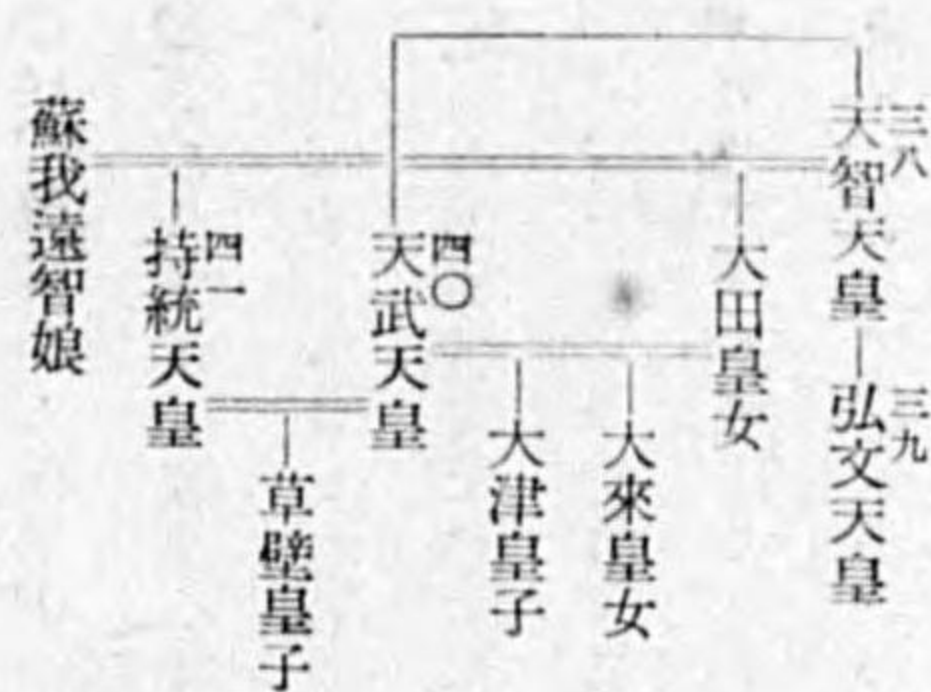 三八
天智天皇
三九
弘文天皇
大田皇女
大來皇女
大津皇子
四〇
天武天皇
草壁皇子
四一
持統天皇
蘇我遠智娘